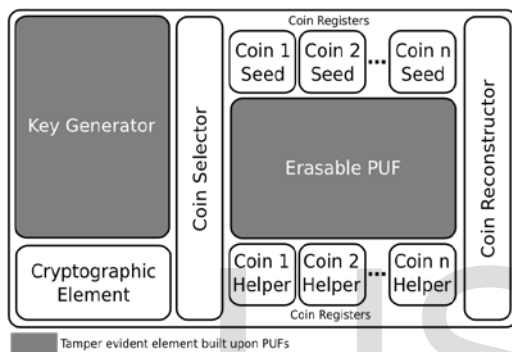 Coin Registers
Coin 1 Coin 2 Coin n
Seed Seed ... Seed
Key Generator
Coin Selector
Erasable PUF
Coin Reconstructor
Cryptographic
Element
Coin 1 Coin 2 Coin n
Helper Helper ... Helper
Coin Registers
Tamper evident element built upon PUFs